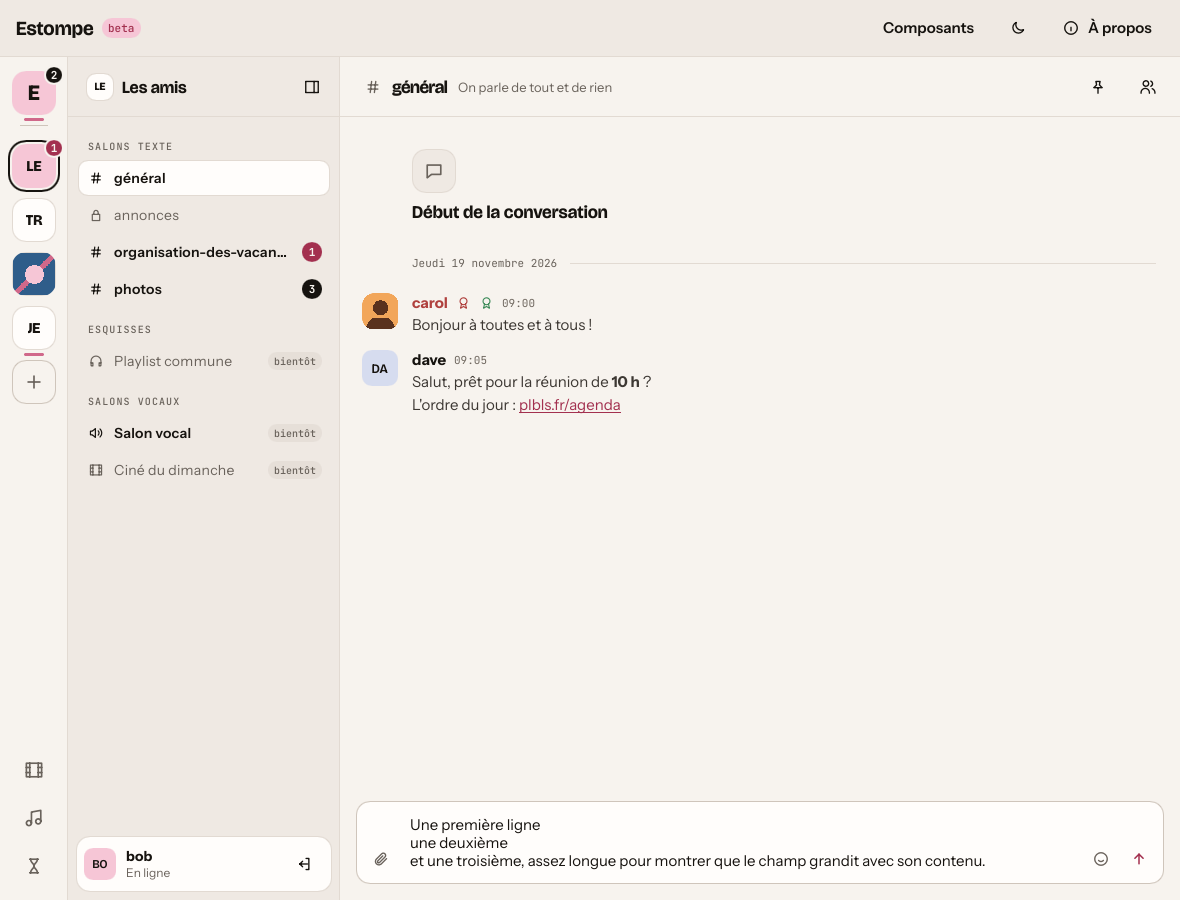 Estompe beta
Composants
À propos
E 2
LE 1
TR
JE
LE Les amis
SALONS TEXTE
# général
annonces
# organisation-des-vacan... 1
# photos 3
ESQUISSES
Playlist commune bientôt
SALONS VOCAUX
Salon vocal bientôt
Ciné du dimanche bientôt
BO bob
En ligne
# général On parle de tout et de rien
Début de la conversation
Jeudi 19 novembre 2026
carol 09:00
Bonjour à toutes et à tous !
DA dave 09:05
Salut, prêt pour la réunion de 10 h ?
L'ordre du jour : plbls.fr/agenda
Une première ligne
une deuxième
et une troisième, assez longue pour montrer que le champ grandit avec son contenu.